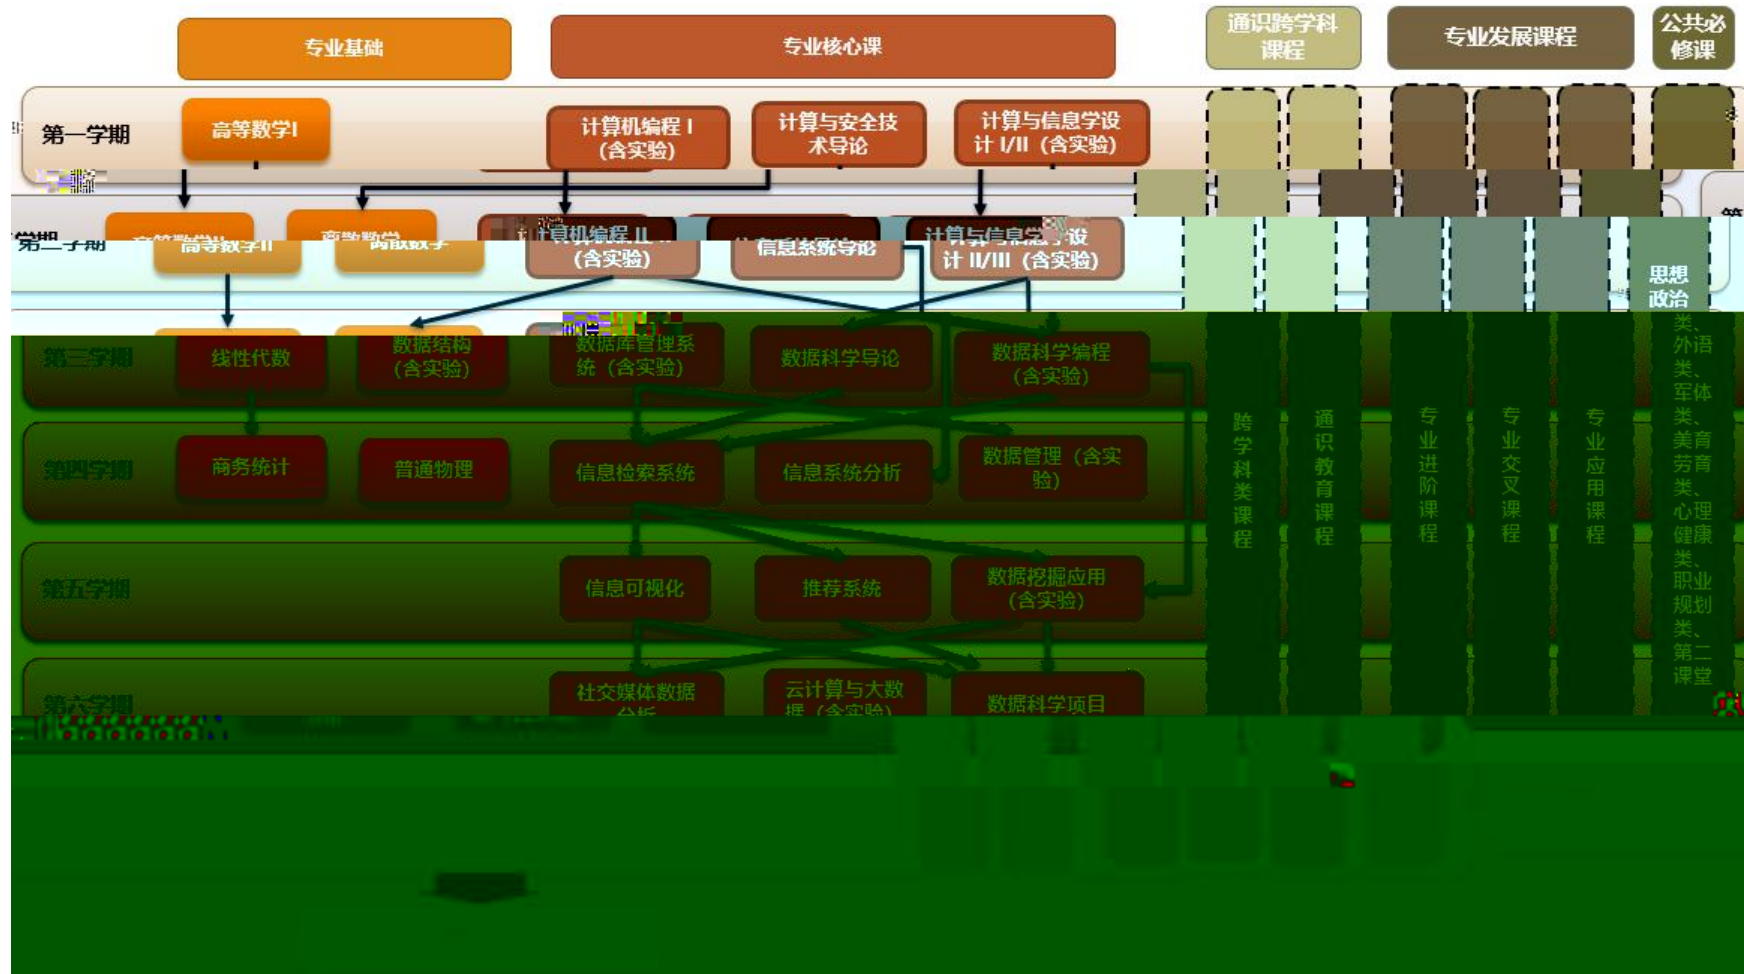 专业基础
专业核心课
通识跨学科
课程
专业发展课程
公共必
修课
第一学期
高等数学I
计算机编程 I
(含实验)
计算与安全技
术导论
计算与信息学设
计 I/II (含实验)
第二学期
高等数学II
离散数学
计算机编程 II
(含实验)
信息系统导论
计算与信息学设
计 II/III (含实验)
第三学期
线性代数
数据结构
(含实验)
数据库管理系
统 (含实验)
数据科学导论
数据科学编程
(含实验)
第四学期
商务统计
普通物理
信息检索系统
信息系统分析
数据管理 (含实
验)
第五学期
信息可视化
推荐系统
数据挖掘应用
(含实验)
第六学期
社交媒体数据
分析
云计算与大数
据 (含实验)
数据科学项目
跨学科类课程
通识教育课程
专业进阶课程
专业交叉课程
专业应用课程
思想
政治
类、
外语
类、
军体
类、
美育
劳育
类、
心理
健康
类、
职业
规划
类、
第二
课堂